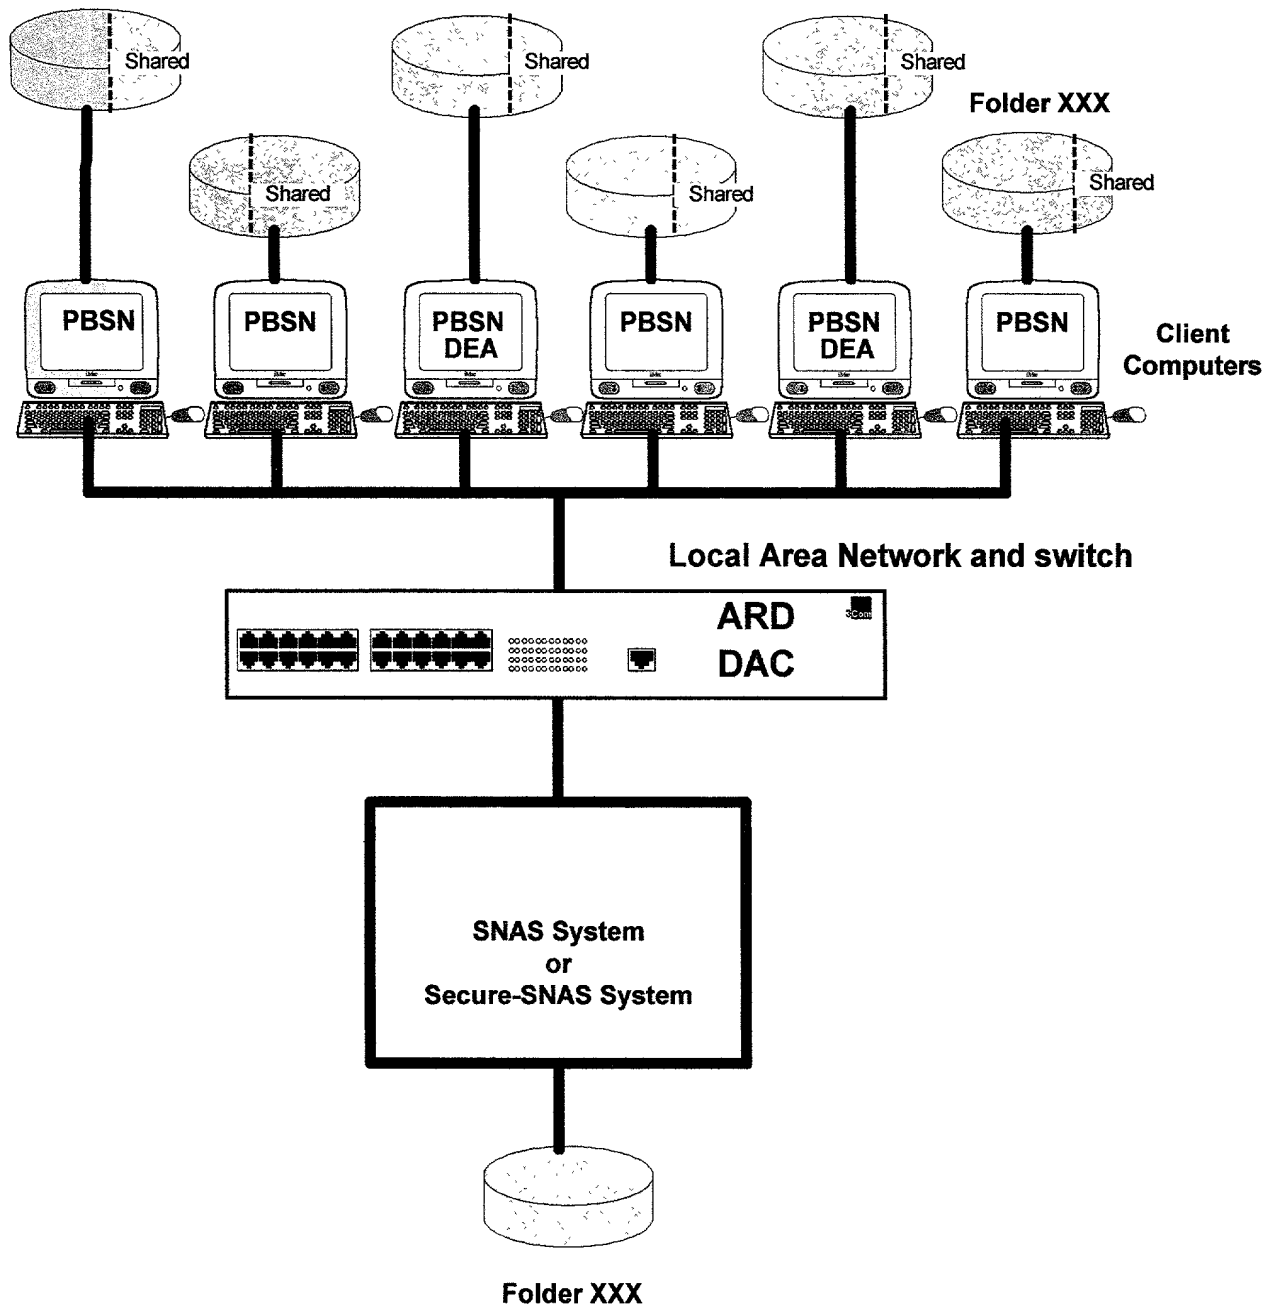 Shared
Shared
Shared
Folder XXX
Shared
Shared
Shared
PBSN
PBSN
PBSN
DEA
PBSN
PBSN
DEA
PBSN
Client
Computers
Local Area Network and switch
ARD
3Com
DAC
SNAS System
or
Secure-SNAS System
Folder XXX